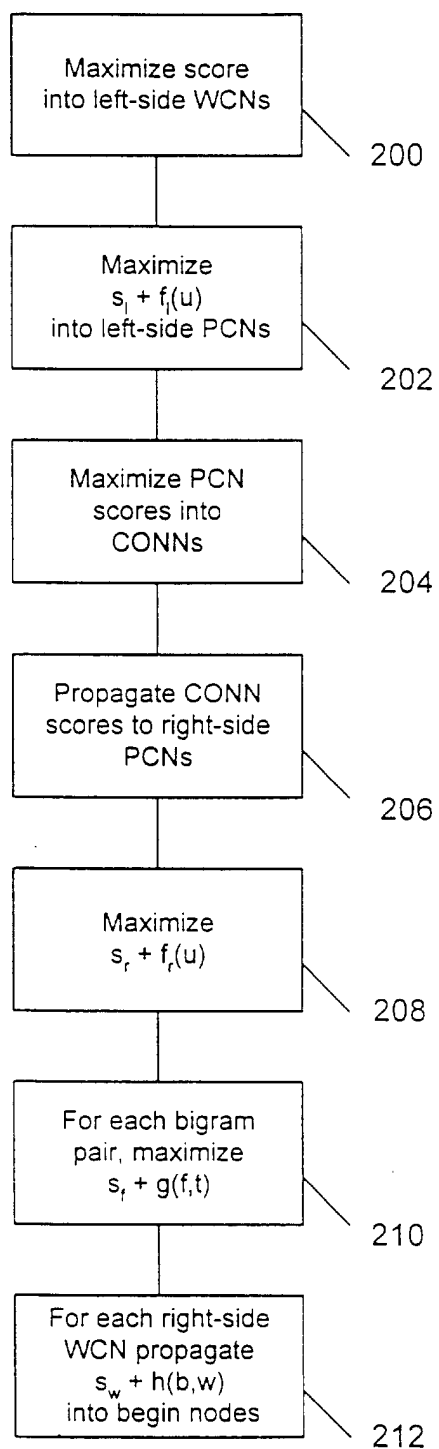 Maximize score
into left-side WCNs
200
Maximize
s_l + f_l(u)
into left-side PCNs
202
Maximize PCN
scores into
CONNs
204
Propagate CONN
scores to right-side
PCNs
206
Maximize
s_r + f_r(u)
208
For each bigram
pair, maximize
s_f + g(f,t)
210
For each right-side
WCN propagate
s_w + h(b,w)
into begin nodes
212